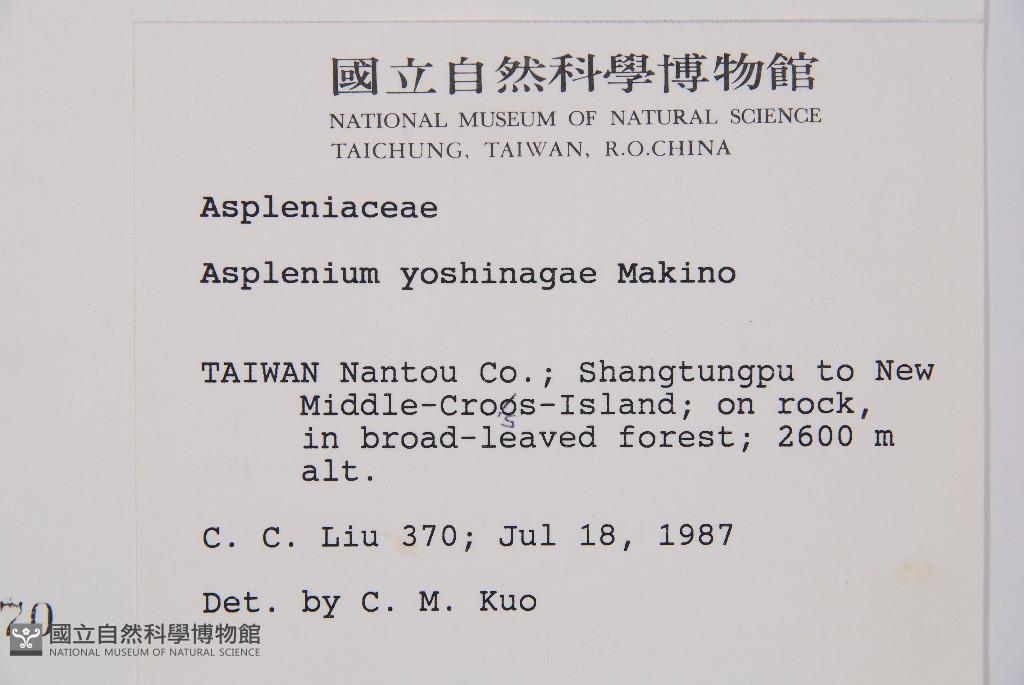 國立自然科學博物館
NATIONAL MUSEUM OF NATURAL SCIENCE
TAICHUNG, TAIWAN, R.O.CHINA
Aspleniaceae
Asplenium yoshinagae Makino
TAIWAN Nantou Co.; Shangtungpu to New
Middle-Croos-Island; on rock,
s
in broad-leaved forest; 2600 m
alt.
C. C. Liu 370; Jul 18, 1987
Det. by C. M. Kuo
70
國立自然科學博物館
NATIONAL MUSEUM OF NATURAL SCIENCE